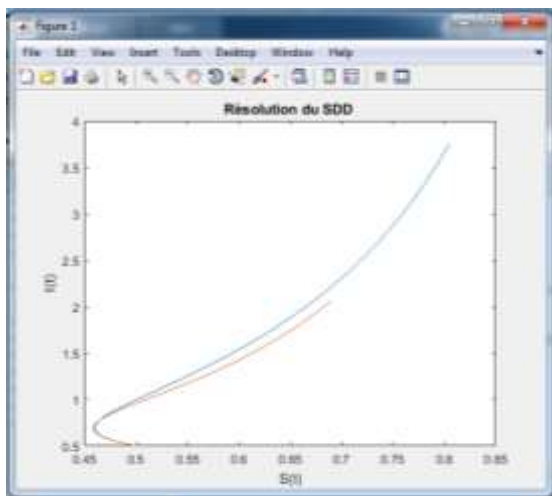 Figure 1
File Edit View Insert Tools Desktop Window Help
Résolution du SDD
4
3.5
3
2.5
2
1.5
1
0.5
I(t)
0.45 0.5 0.55 0.6 0.65 0.7 0.75 0.8 0.85
S(t)